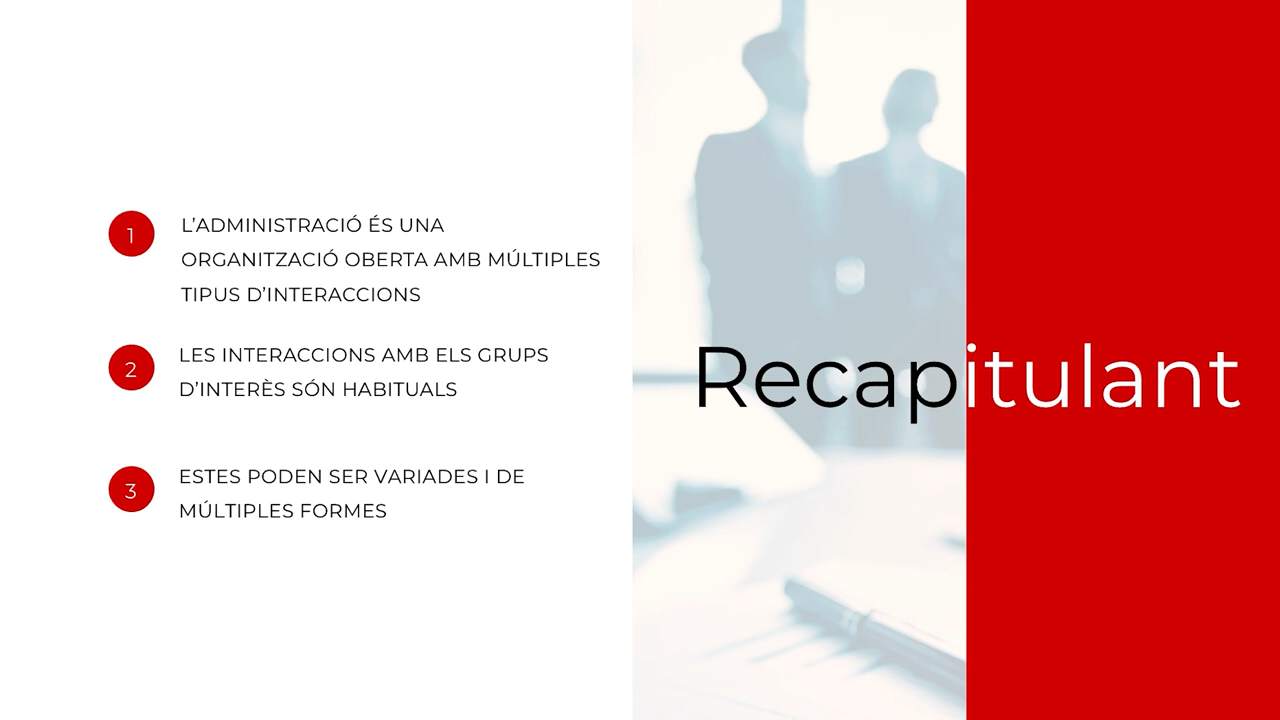 1
L’ADMINISTRACIÓ ÉS UNA
ORGANITZACIÓ OBERTA AMB MÚLTIPLES
TIPUS D’INTERACCIONS
2
LES INTERACCIONS AMB ELS GRUPS
D’INTERÈS SÓN HABITUALS
3
ESTES PODEN SER VARIADES I DE
MÚLTIPLES FORMES
Recapitulant